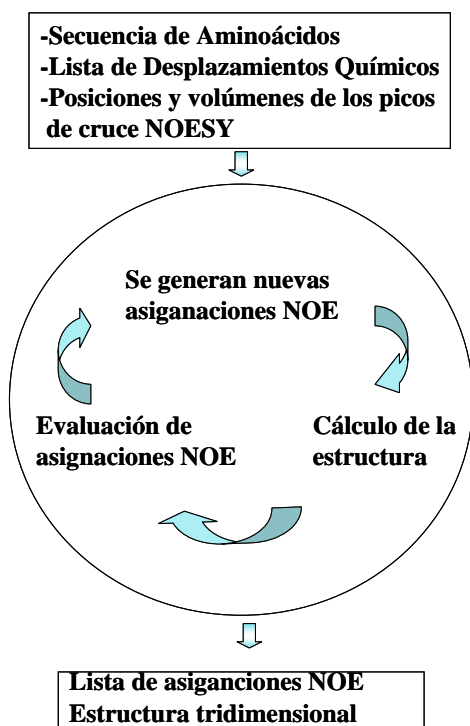 -Secuencia de Aminoácidos
-Lista de Desplazamientos Químicos
-Posiciones y volúmenes de los picos
de cruce NOESY
Se generan nuevas
asiganaciones NOE
Evaluación de
asignaciones NOE
Cálculo de la
estructura
Lista de asiganciones NOE
Estructura tridimensional